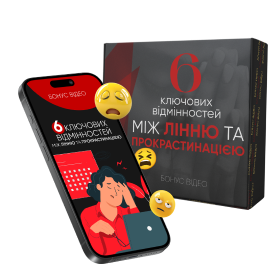 БОНУС ВІДЕО
6 КЛЮЧОВИХ
ВІДМІННОСТЕЙ
МІЖ ЛІННЮ ТА
ПРОКРАСТИНАЦІЄЮ
6
КЛЮЧОВИХ
ВІДМІННОСТЕЙ
МІЖ ЛІННЮ ТА
ПРОКРАСТИНАЦІЄЮ
БОНУС ВІДЕО